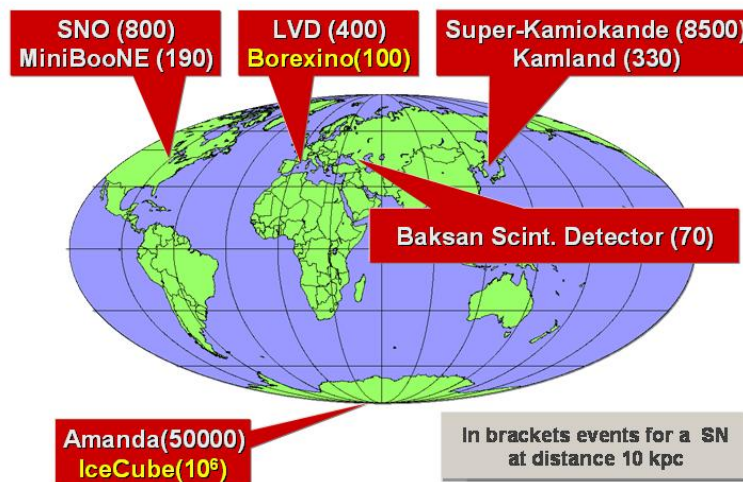 SNO (800)
MiniBooNE (190)
LVD (400)
Borexino(100)
Super-Kamiokande (8500)
Kamland (330)
Baksan Scint. Detector (70)
Amanda(50000)
IceCube(10⁶)
In brackets events for a SN
at distance 10 kpc